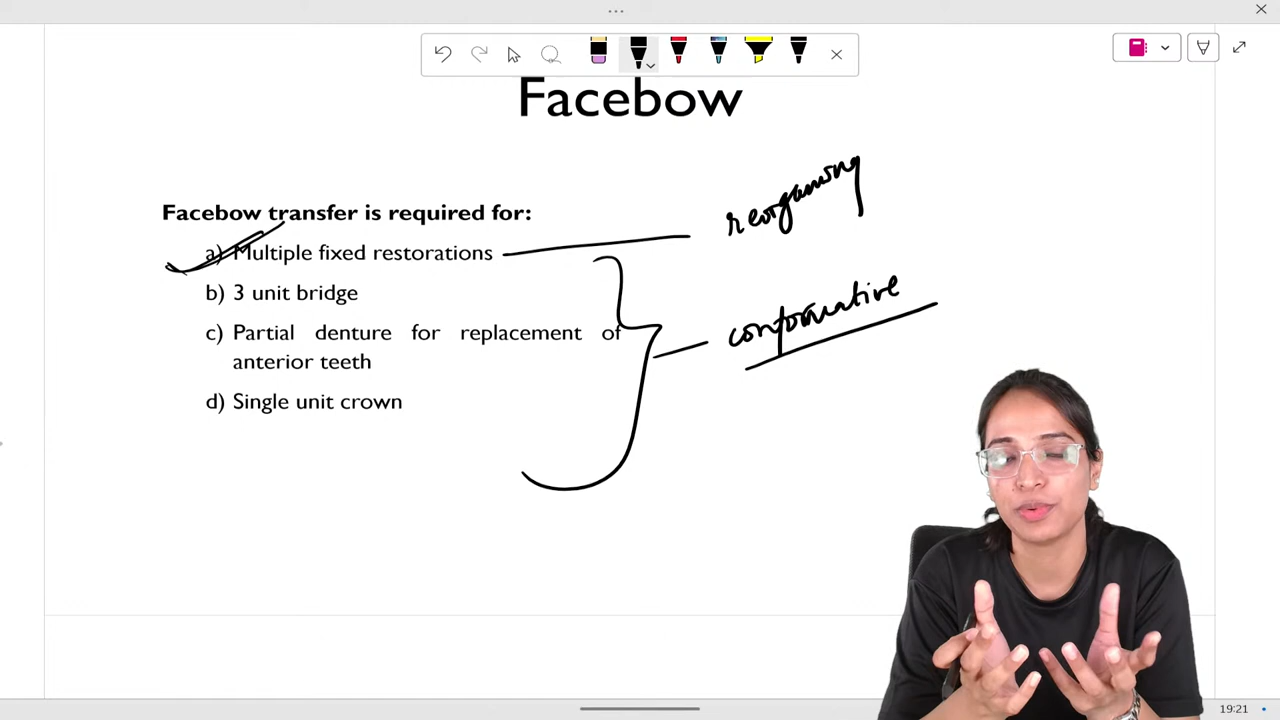 Facebow
Facebow transfer is required for:
a) Multiple fixed restorations
reorganising
b) 3 unit bridge
conformative
c) Partial denture for replacement of
anterior teeth
d) Single unit crown
19:21